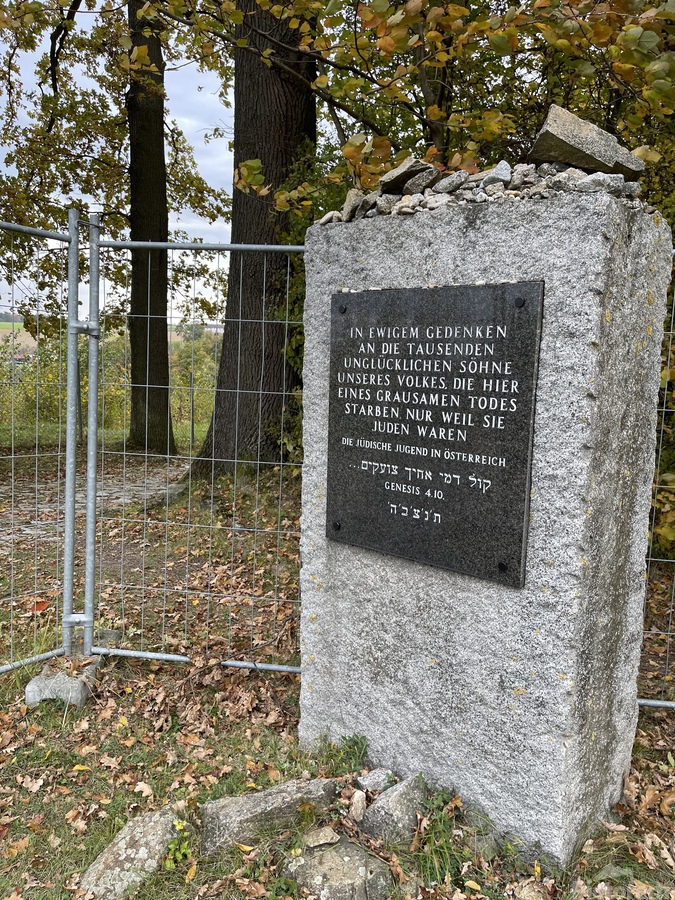 IN EWIGEM GEDENKEN
AN DIE TAUSENDEN
UNGLÜCKLICHEN SÖHNE
UNSERES VOLKES, DIE HIER
EINES GRAUSAMEN TODES
STARBEN, NUR WEIL SIE
JUDEN WAREN
DIE JÜDISCHE JUGEND IN ÖSTERREICH
קול דמי אחיך צועקים...
GENESIS 4.10.
ת'נ'צ'ב'ה'